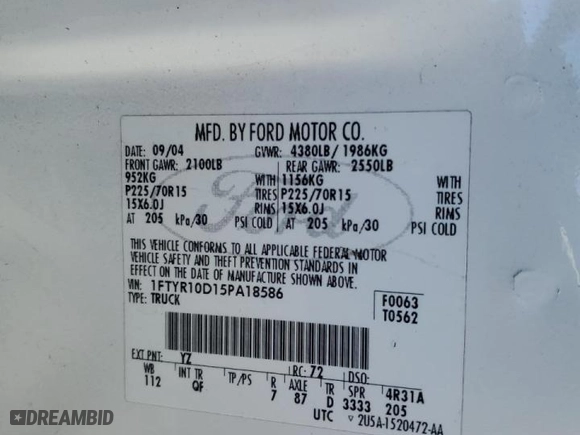 MFD. BY FORD MOTOR CO.
DATE: 09/04 GVWR: 4380LB/ 1986KG
FRONT GAWR: 2100LB REAR GAWR: 2550LB
952KG WITH 1156KG WITH
P225/70R15 TIRES P225/70R15 TIRES
15X6.0J RIMS 15X6.0J RIMS
AT 205 kPa/30 PSI COLD AT 205 kPa/30 PSI COLD
THIS VEHICLE CONFORMS TO ALL APPLICABLE FEDERAL MOTOR
VEHICLE SAFETY AND THEFT PREVENTION STANDARDS IN
EFFECT ON THE DATE OF MANUFACTURE SHOWN ABOVE.
VIN: 1FTYR10D15PA18586 F0063
TYPE: TRUCK T0562
EXT PNT: YZ RC: 72 DSO:
WB INT TR TP/PS R AXLE TR SPR 4R31A
112 QF 7 87 D 3333 205
UTC ▽ 2U5A-1520472-AA
Ford
DREAMBID